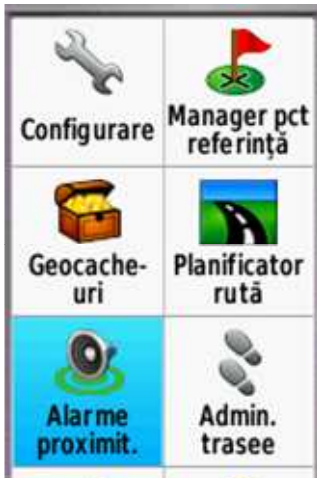 Configurare
Manager pct
referință
Geocache-
uri
Planificator
rută
Alarme
proximit.
Admin.
trasee